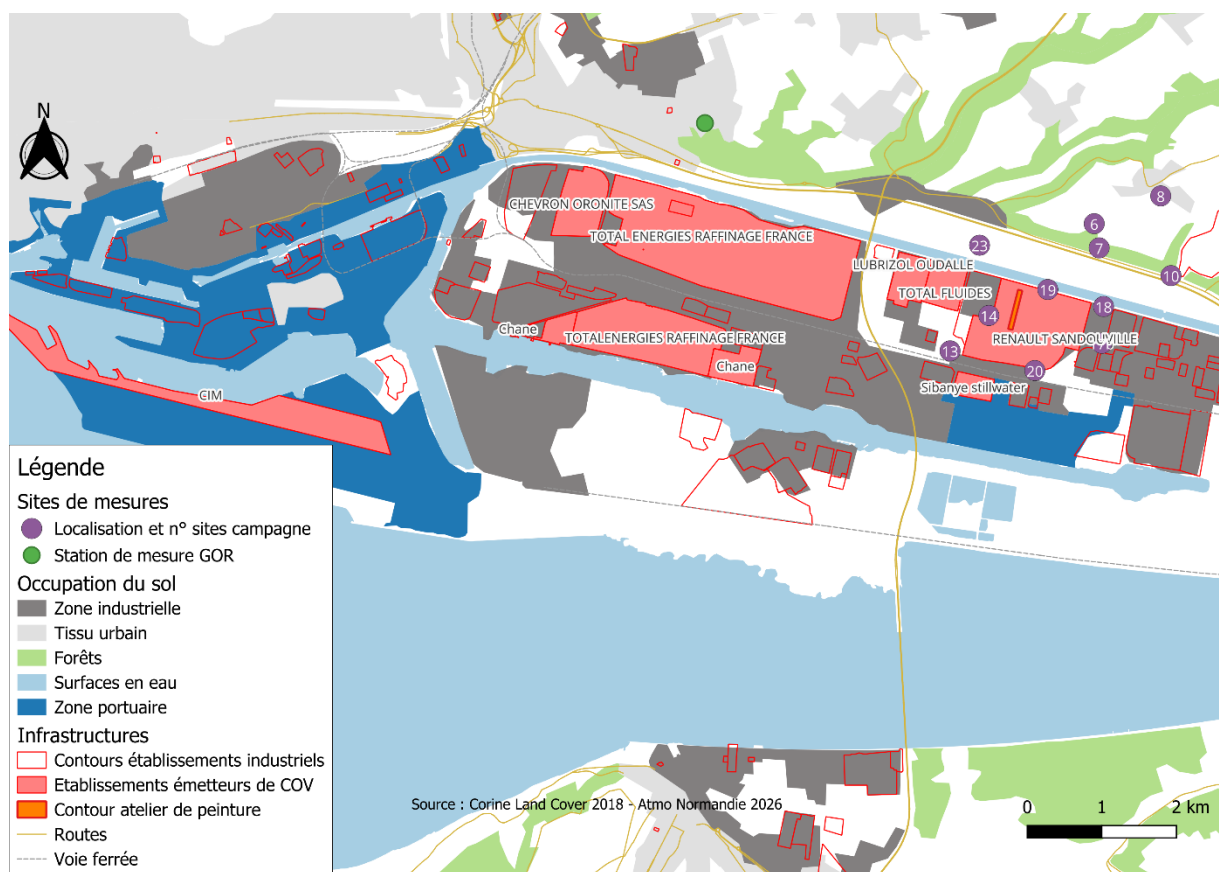 N
8
6
CHEVRON ORONITE SAS
TOTAL ENERGIES RAFFINAGE FRANCE
23
7
LUBRIZOL OUDALLE
10
TOTAL FLUIDES
19
18
14
Chane
TOTALENERGIES RAFFINAGE FRANCE
RENAULT SANDOUVILLE
13
Chane
20
Sibanye stillwater
CIM
Légende
Sites de mesures
Localisation et n° sites campagne
Station de mesure GOR
Occupation du sol
Zone industrielle
Tissu urbain
Forêts
Surfaces en eau
Zone portuaire
Infrastructures
Contours établissements industriels
Etablissements émetteurs de COV
Contour atelier de peinture
Routes
Voie ferrée
Source : Corine Land Cover 2018 - Atmo Normandie 2026
0 1 2 km